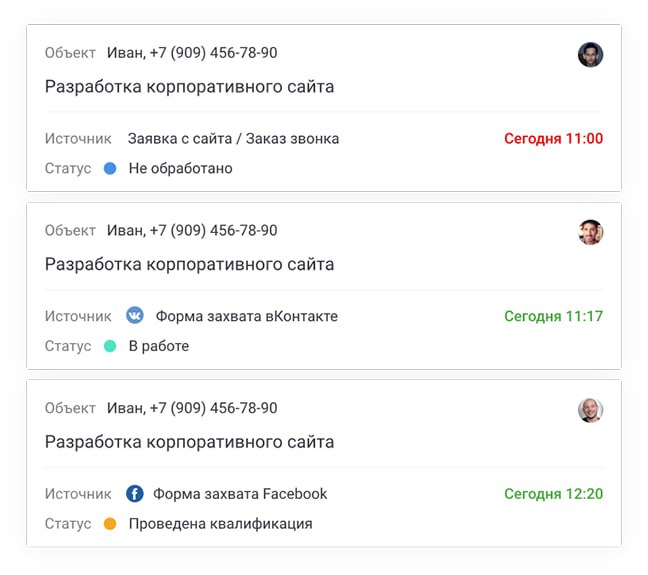 Объект Иван, +7 (909) 456-78-90
Разработка корпоративного сайта
Источник Заявка с сайта / Заказ звонка Сегодня 11:00
Статус Не обработано
Объект Иван, +7 (909) 456-78-90
Разработка корпоративного сайта
Источник Форма захвата вКонтакте Сегодня 11:17
Статус В работе
Объект Иван, +7 (909) 456-78-90
Разработка корпоративного сайта
Источник Форма захвата Facebook Сегодня 12:20
Статус Проведена квалификация